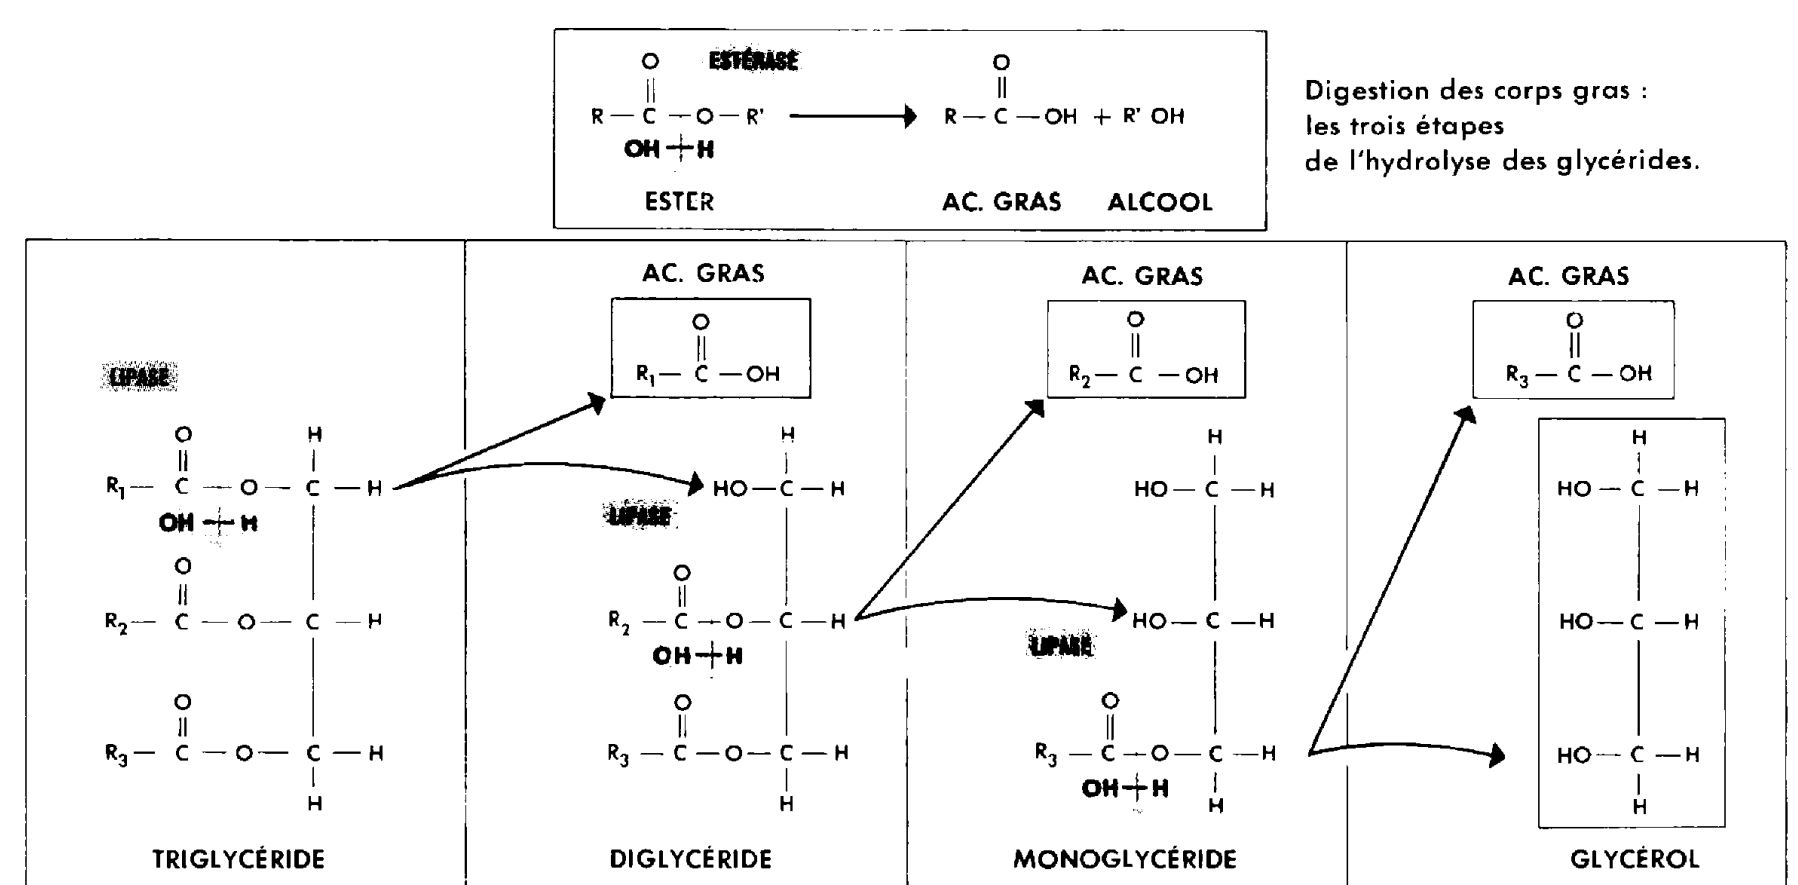 O ESTÉRASE O
||  ||
R — C — O — R' → R — C — OH + R' OH
OH + H
ESTER AC. GRAS ALCOOL
Digestion des corps gras :
les trois étapes
de l'hydrolyse des glycérides.
LIPASE
O H
||
R₁ — C — O — C — H
OH + H
O
||
R₂ — C — O — C — H
O
||
R₃ — C — O — C — H
H
TRIGLYCÉRIDE
AC. GRAS
O
||
R₁ — C — OH
H
HO — C — H
LIPASE
O
||
R₂ — C — O — C — H
OH + H
O
||
R₃ — C — O — C — H
H
DIGLYCÉRIDE
AC. GRAS
O
||
R₂ — C — OH
H
HO — C — H
HO — C — H
LIPASE
O
||
R₃ — C — O — C — H
OH + H H
MONOGLYCÉRIDE
AC. GRAS
O
||
R₃ — C — OH
H
HO — C — H
HO — C — H
HO — C — H
H
GLYCÉROL